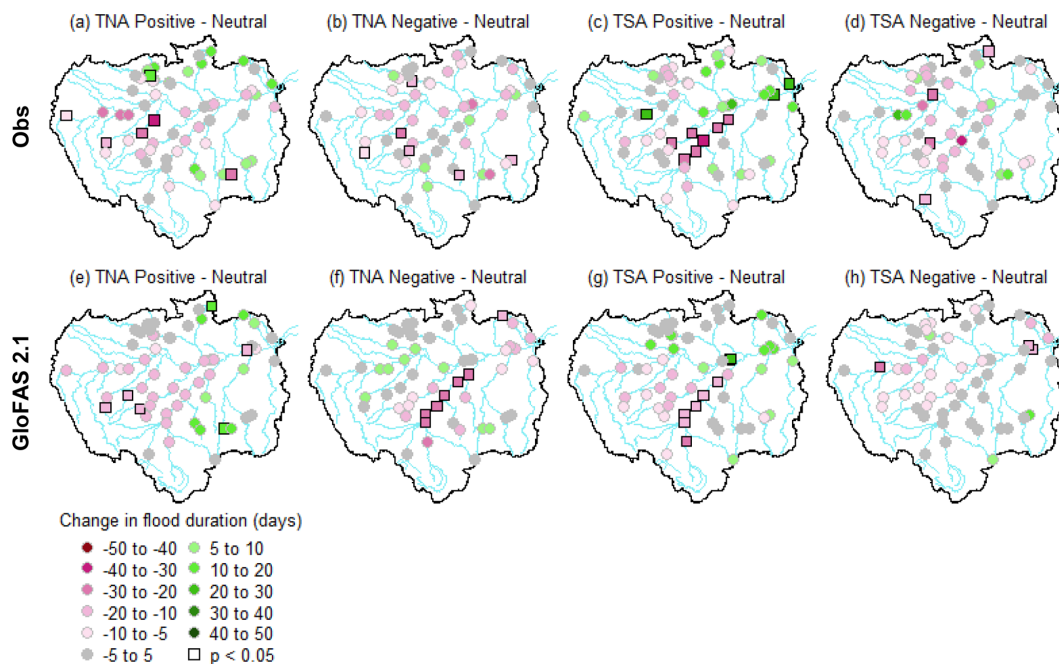 (a) TNA Positive - Neutral
(b) TNA Negative - Neutral
(c) TSA Positive - Neutral
(d) TSA Negative - Neutral
Obs
(e) TNA Positive - Neutral
(f) TNA Negative - Neutral
(g) TSA Positive - Neutral
(h) TSA Negative - Neutral
GloFAS 2.1
Change in flood duration (days)
-50 to -40
5 to 10
-40 to -30
10 to 20
-30 to -20
20 to 30
-20 to -10
30 to 40
-10 to -5
40 to 50
-5 to 5
p < 0.05